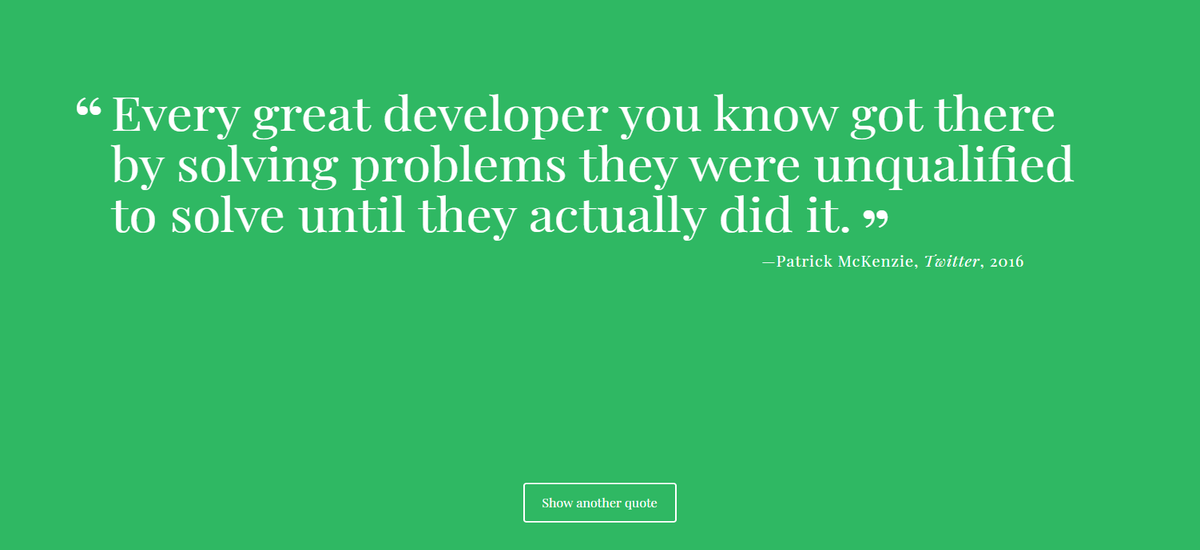 “Every great developer you know got there
by solving problems they were unqualified
to solve until they actually did it.”
—Patrick McKenzie, Twitter, 2016
Show another quote